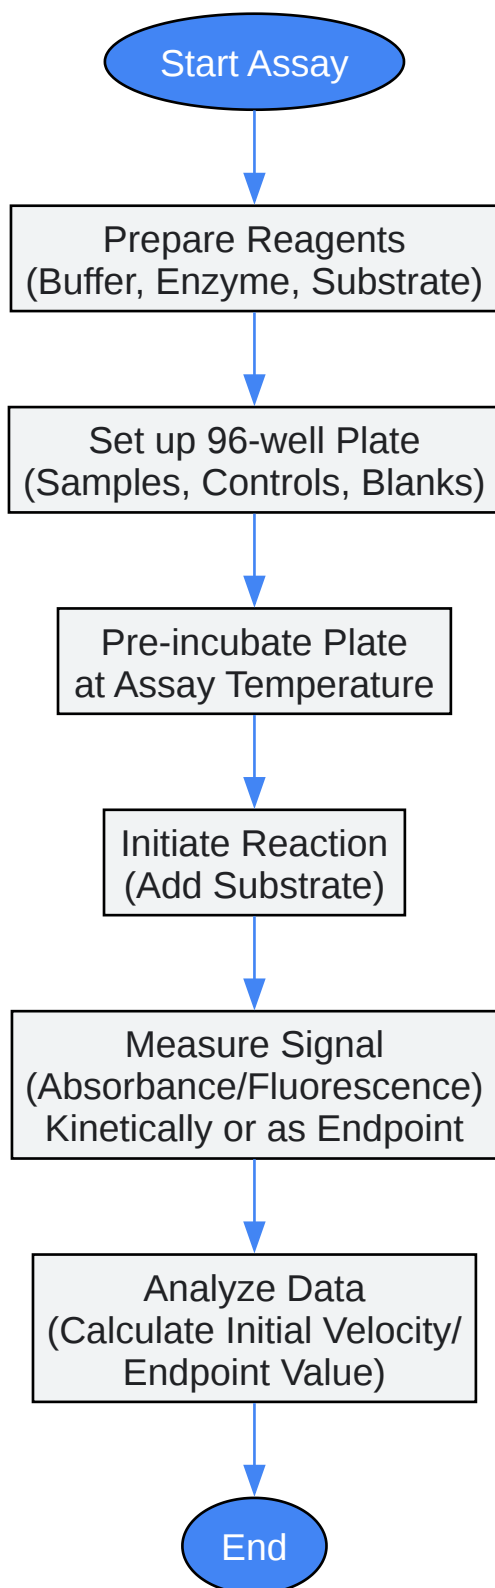 Start Assay
Prepare Reagents
(Buffer, Enzyme, Substrate)
Set up 96-well Plate
(Samples, Controls, Blanks)
Pre-incubate Plate
at Assay Temperature
Initiate Reaction
(Add Substrate)
Measure Signal
(Absorbance/Fluorescence)
Kinetically or as Endpoint
Analyze Data
(Calculate Initial Velocity/
Endpoint Value)
End